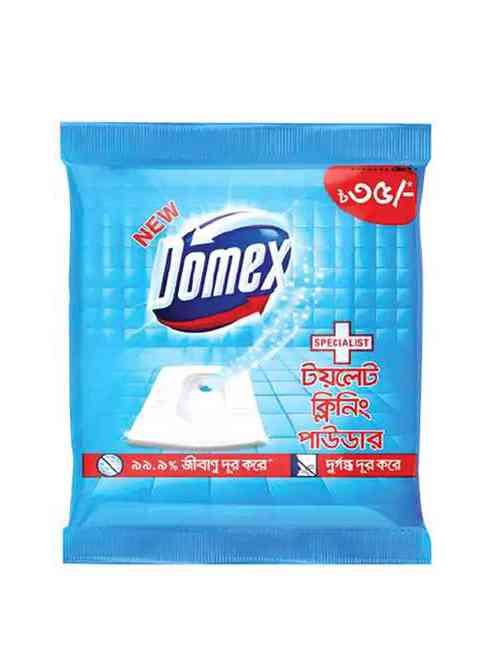 ৳৩৫/-*
NEW
Domex
SPECIALIST
টয়লেট
ক্লিনিং
পাউডার
৯৯.৯% জীবাণু দূর করে* দুর্গন্ধ দূর করে